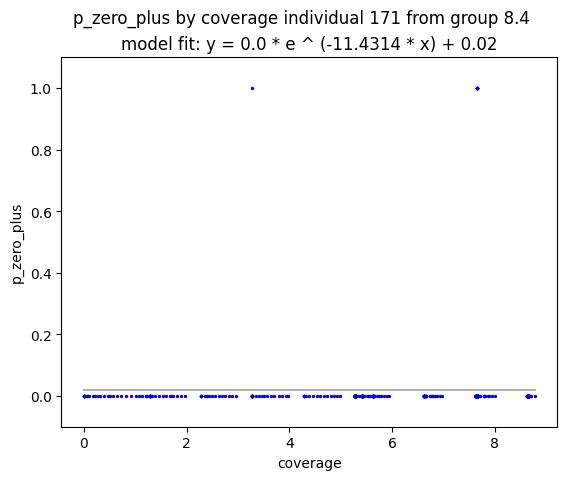 p_zero_plus by coverage individual 171 from group 8.4
model fit: y = 0.0 * e ^ (-11.4314 * x) + 0.02
1.0
0.8
0.6
0.4
0.2
0.0
p_zero_plus
0 2 4 6 8
coverage